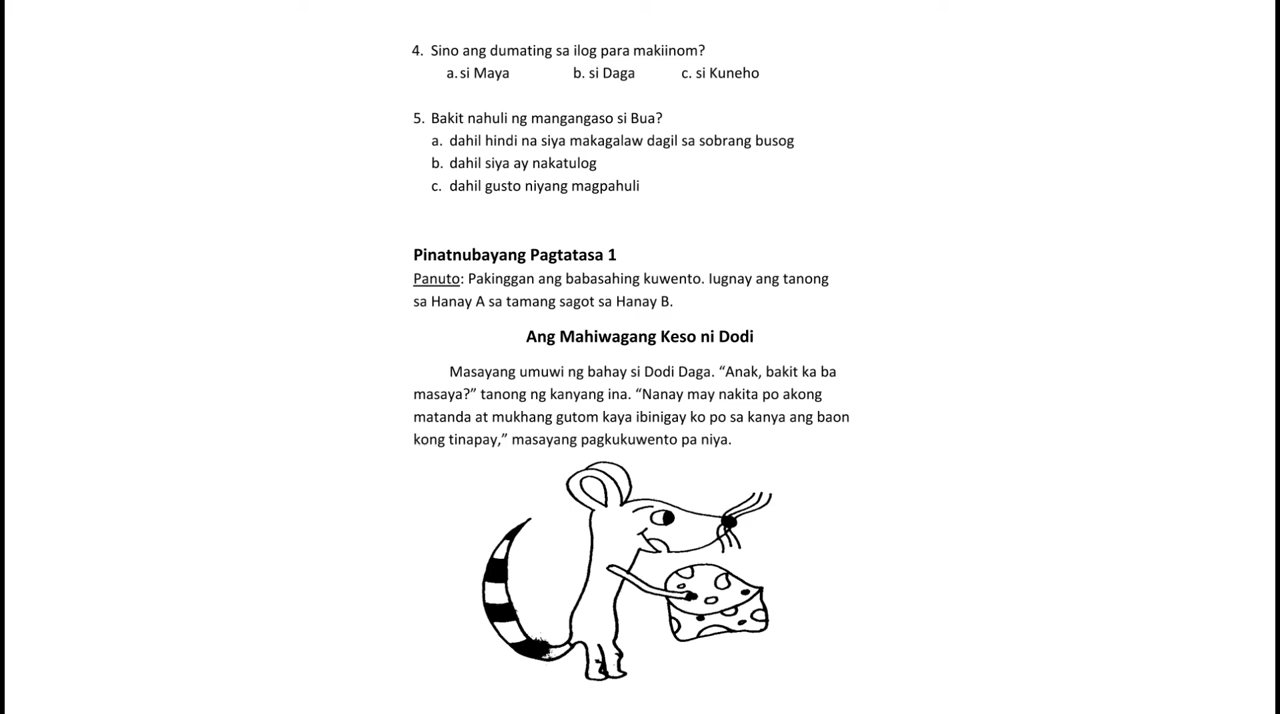 4. Sino ang dumating sa ilog para makiinom?
a. si Maya b. si Daga c. si Kuneho
5. Bakit nahuli ng mangangaso si Bua?
a. dahil hindi na siya makagalaw dagil sa sobrang busog
b. dahil siya ay nakatulog
c. dahil gusto niyang magpahuli
Pinatnubayang Pagtatasa 1
Panuto: Pakinggan ang babasahing kuwento. Iugnay ang tanong
sa Hanay A sa tamang sagot sa Hanay B.
Ang Mahiwagang Keso ni Dodi
Masayang umuwi ng bahay si Dodi Daga. “Anak, bakit ka ba
masaya?” tanong ng kanyang ina. “Nanay may nakita po akong
matanda at mukhang gutom kaya ibinigay ko po sa kanya ang baon
kong tinapay,” masayang pagkukuwento pa niya.